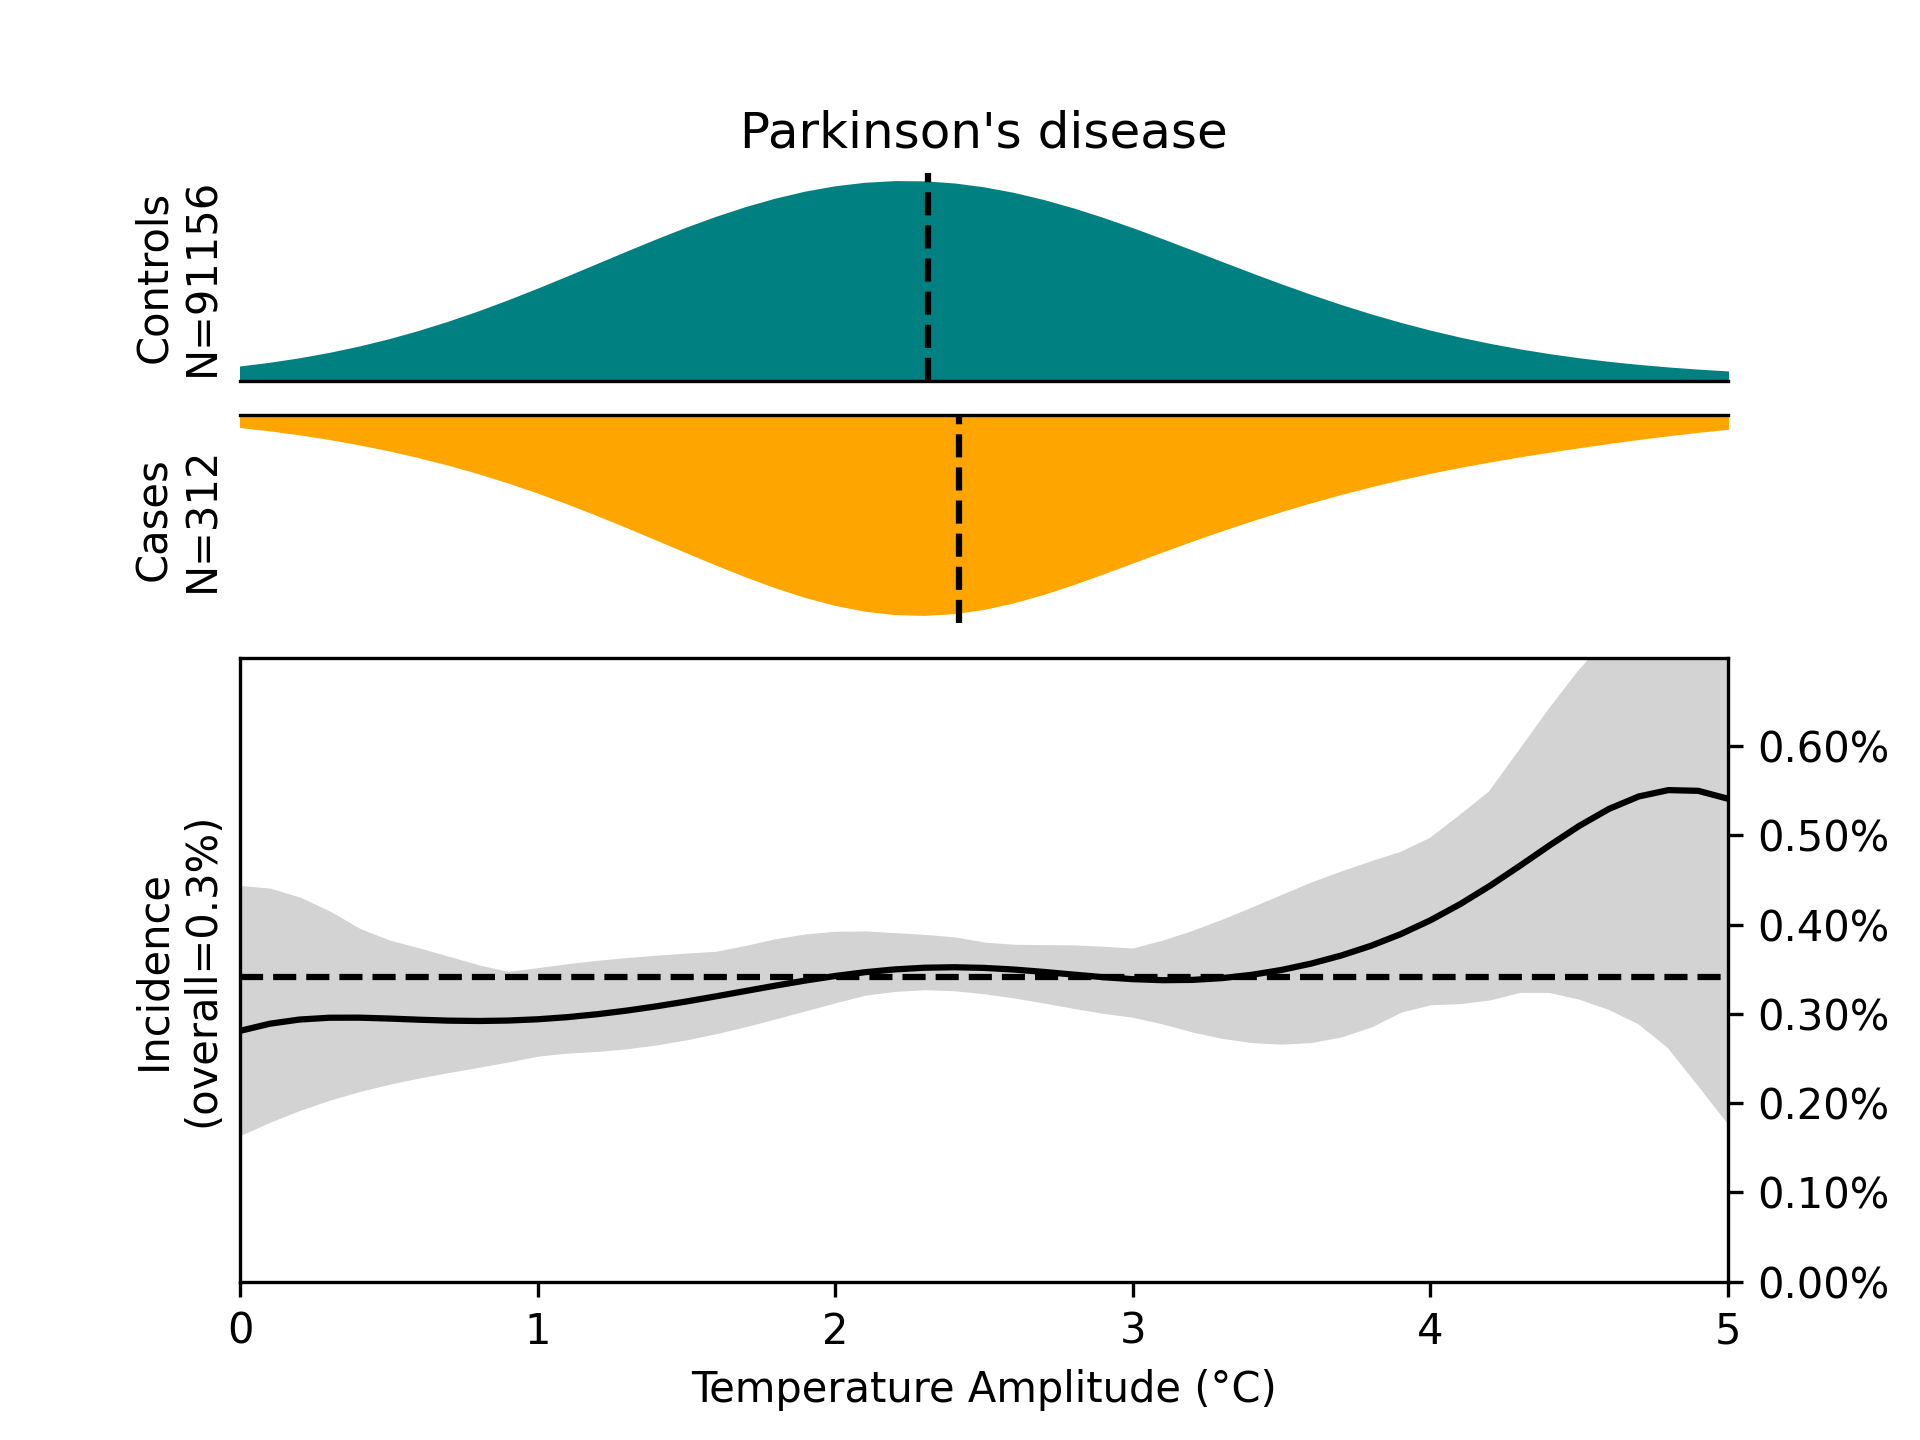 Parkinson's disease
Controls
N=91156
Cases
N=312
Incidence
(overall=0.3%)
0.60%
0.50%
0.40%
0.30%
0.20%
0.10%
0.00%
0 1 2 3 4 5
Temperature Amplitude (°C)